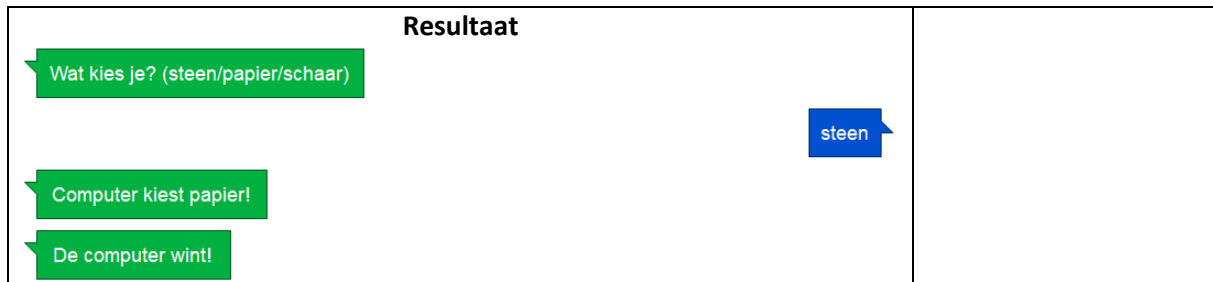 Resultaat
Wat kies je? (steen/papier/schaar)
steen
Computer kiest papier!
De computer wint!